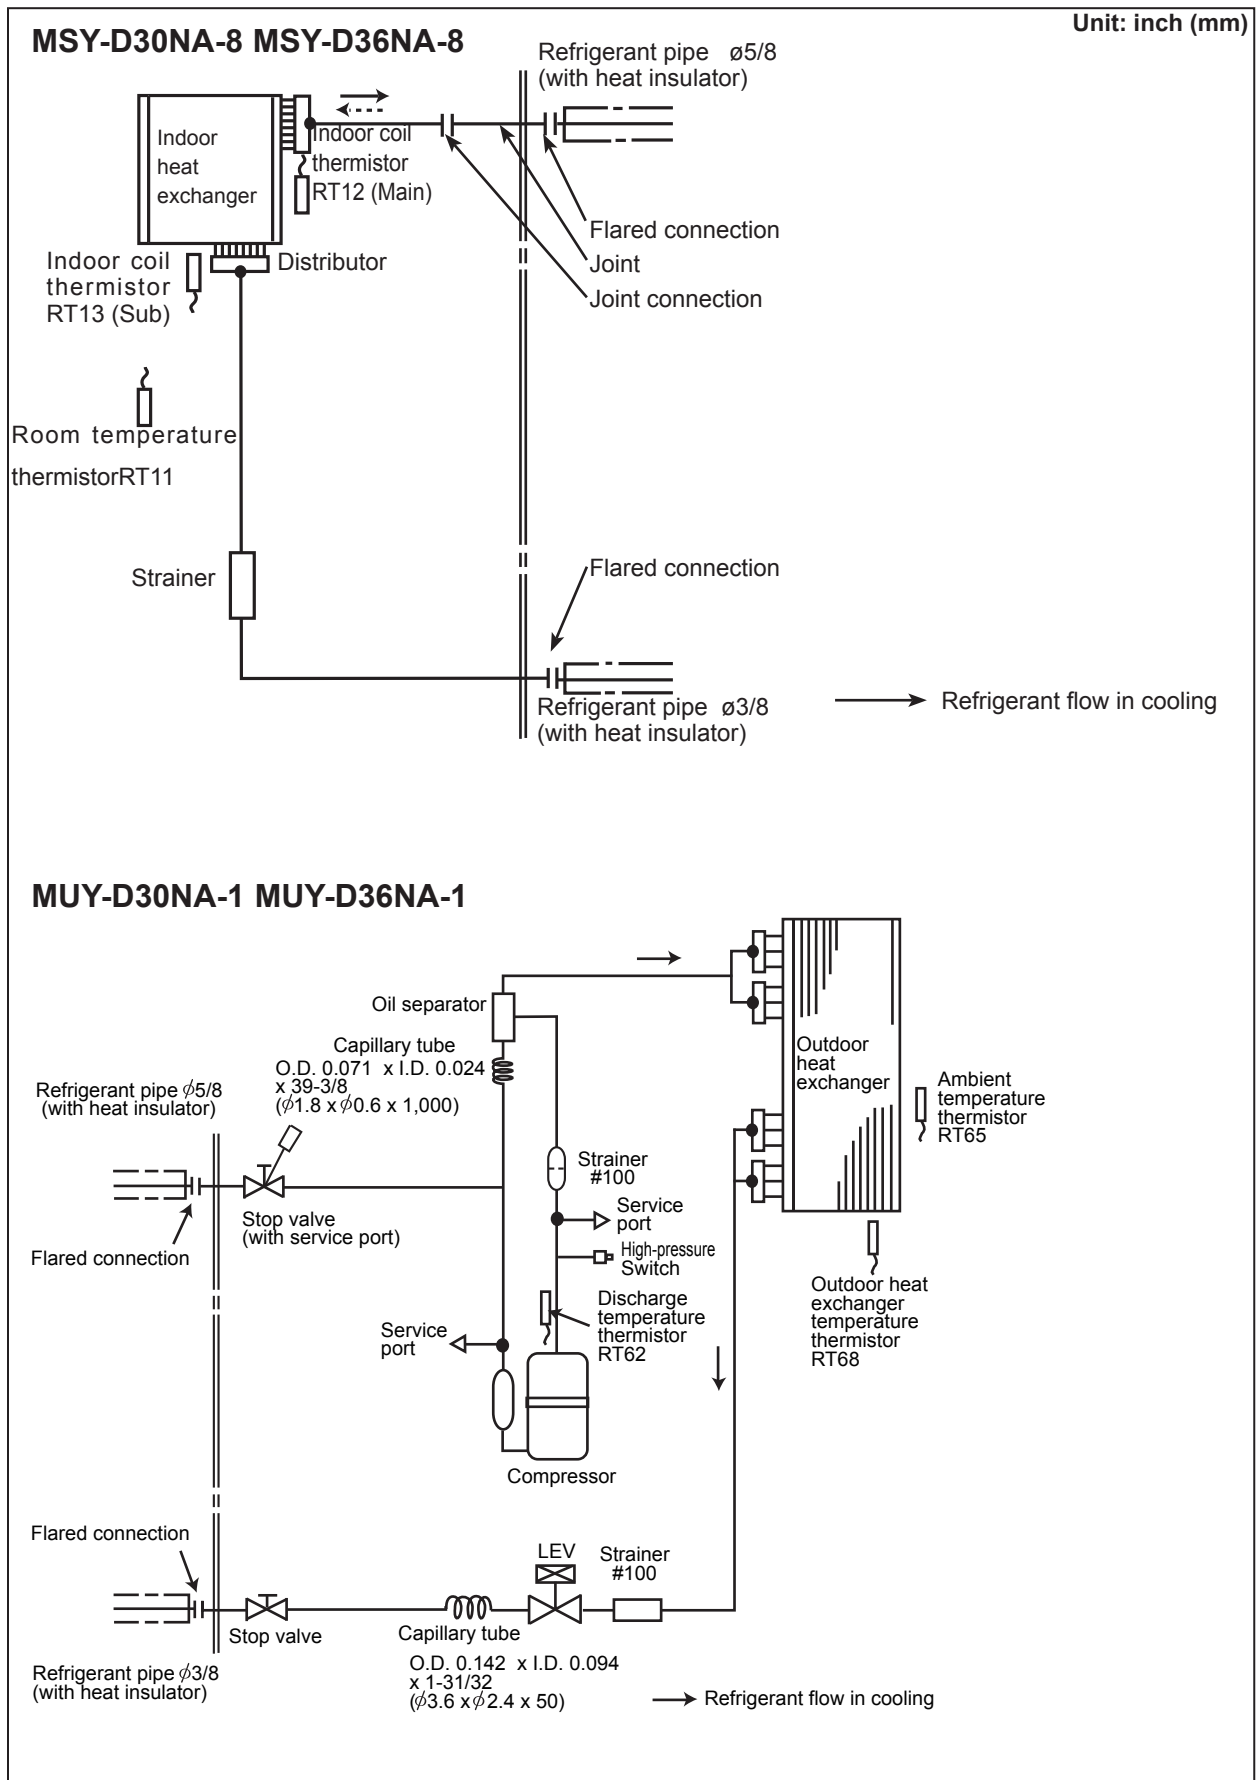 Unit: inch (mm)
MSY-D30NA-8 MSY-D36NA-8
Refrigerant pipe ø5/8
(with heat insulator)
Indoor
heat
exchanger
Indoor coil
thermistor
RT12 (Main)
Flared connection
Joint
Joint connection
Distributor
Indoor coil
thermistor
RT13 (Sub)
Room temperature
thermistorRT11
Strainer
Flared connection
Refrigerant pipe ø3/8
(with heat insulator)
Refrigerant flow in cooling
MUY-D30NA-1 MUY-D36NA-1
Oil separator
Capillary tube
O.D. 0.071 x I.D. 0.024
x 39-3/8
(ϕ1.8 xϕ0.6 x 1,000)
Refrigerant pipe ϕ5/8
(with heat insulator)
Outdoor
heat
exchanger
Ambient
temperature
thermistor
RT65
Strainer
#100
Service
port
High-pressure
Switch
Stop valve
(with service port)
Flared connection
Discharge
temperature
thermistor
RT62
Outdoor heat
exchanger
temperature
thermistor
RT68
Service
port
Compressor
Flared connection
LEV
Strainer
#100
Stop valve
Capillary tube
O.D. 0.142 x I.D. 0.094
x 1-31/32
(ϕ3.6 xϕ2.4 x 50)
Refrigerant pipe ϕ3/8
(with heat insulator)
Refrigerant flow in cooling